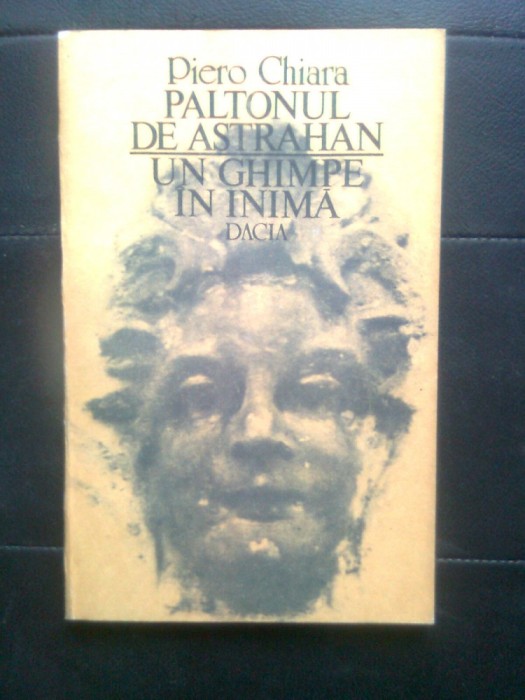 Piero Chiara
PALTONUL
DE ASTRAHAN
UN GHIMPE
ÎN INIMĂ
DACIA